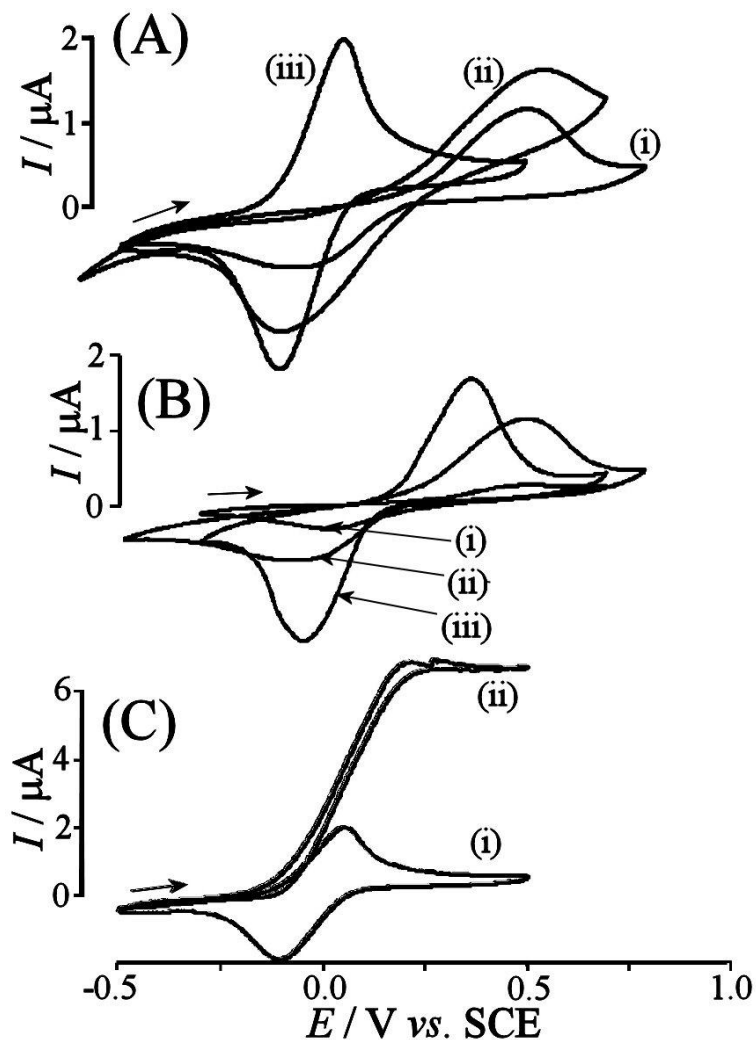 (A)
2
1
0
I / μA
(iii)
(ii)
(i)
(B)
2
1
0
I / μA
(i)
(ii)
(iii)
(C)
6
4
2
0
I / μA
(ii)
(i)
-0.5
0.0
0.5
1.0
E / V vs. SCE